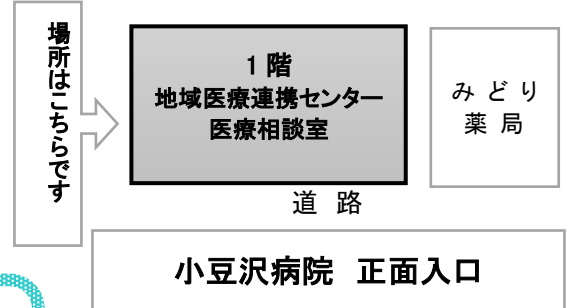 場所はこちらです
1階
地域医療連携センター
医療相談室
みどり
薬局
道路
小豆沢病院 正面入口